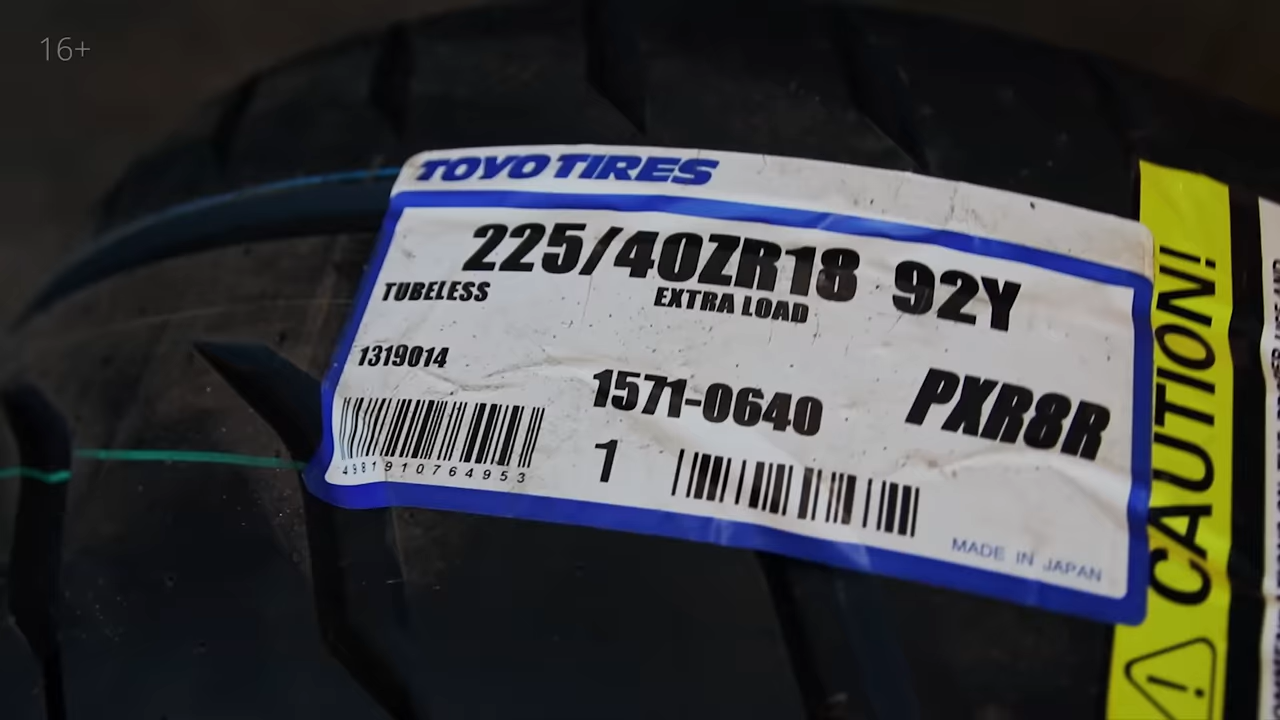 16+
TOYO TIRES
225/40ZR18 92Y
TUBELESS
EXTRA LOAD
1319014
1571-0640
PXR8R
4981910764953
1
MADE IN JAPAN
CAUTION!